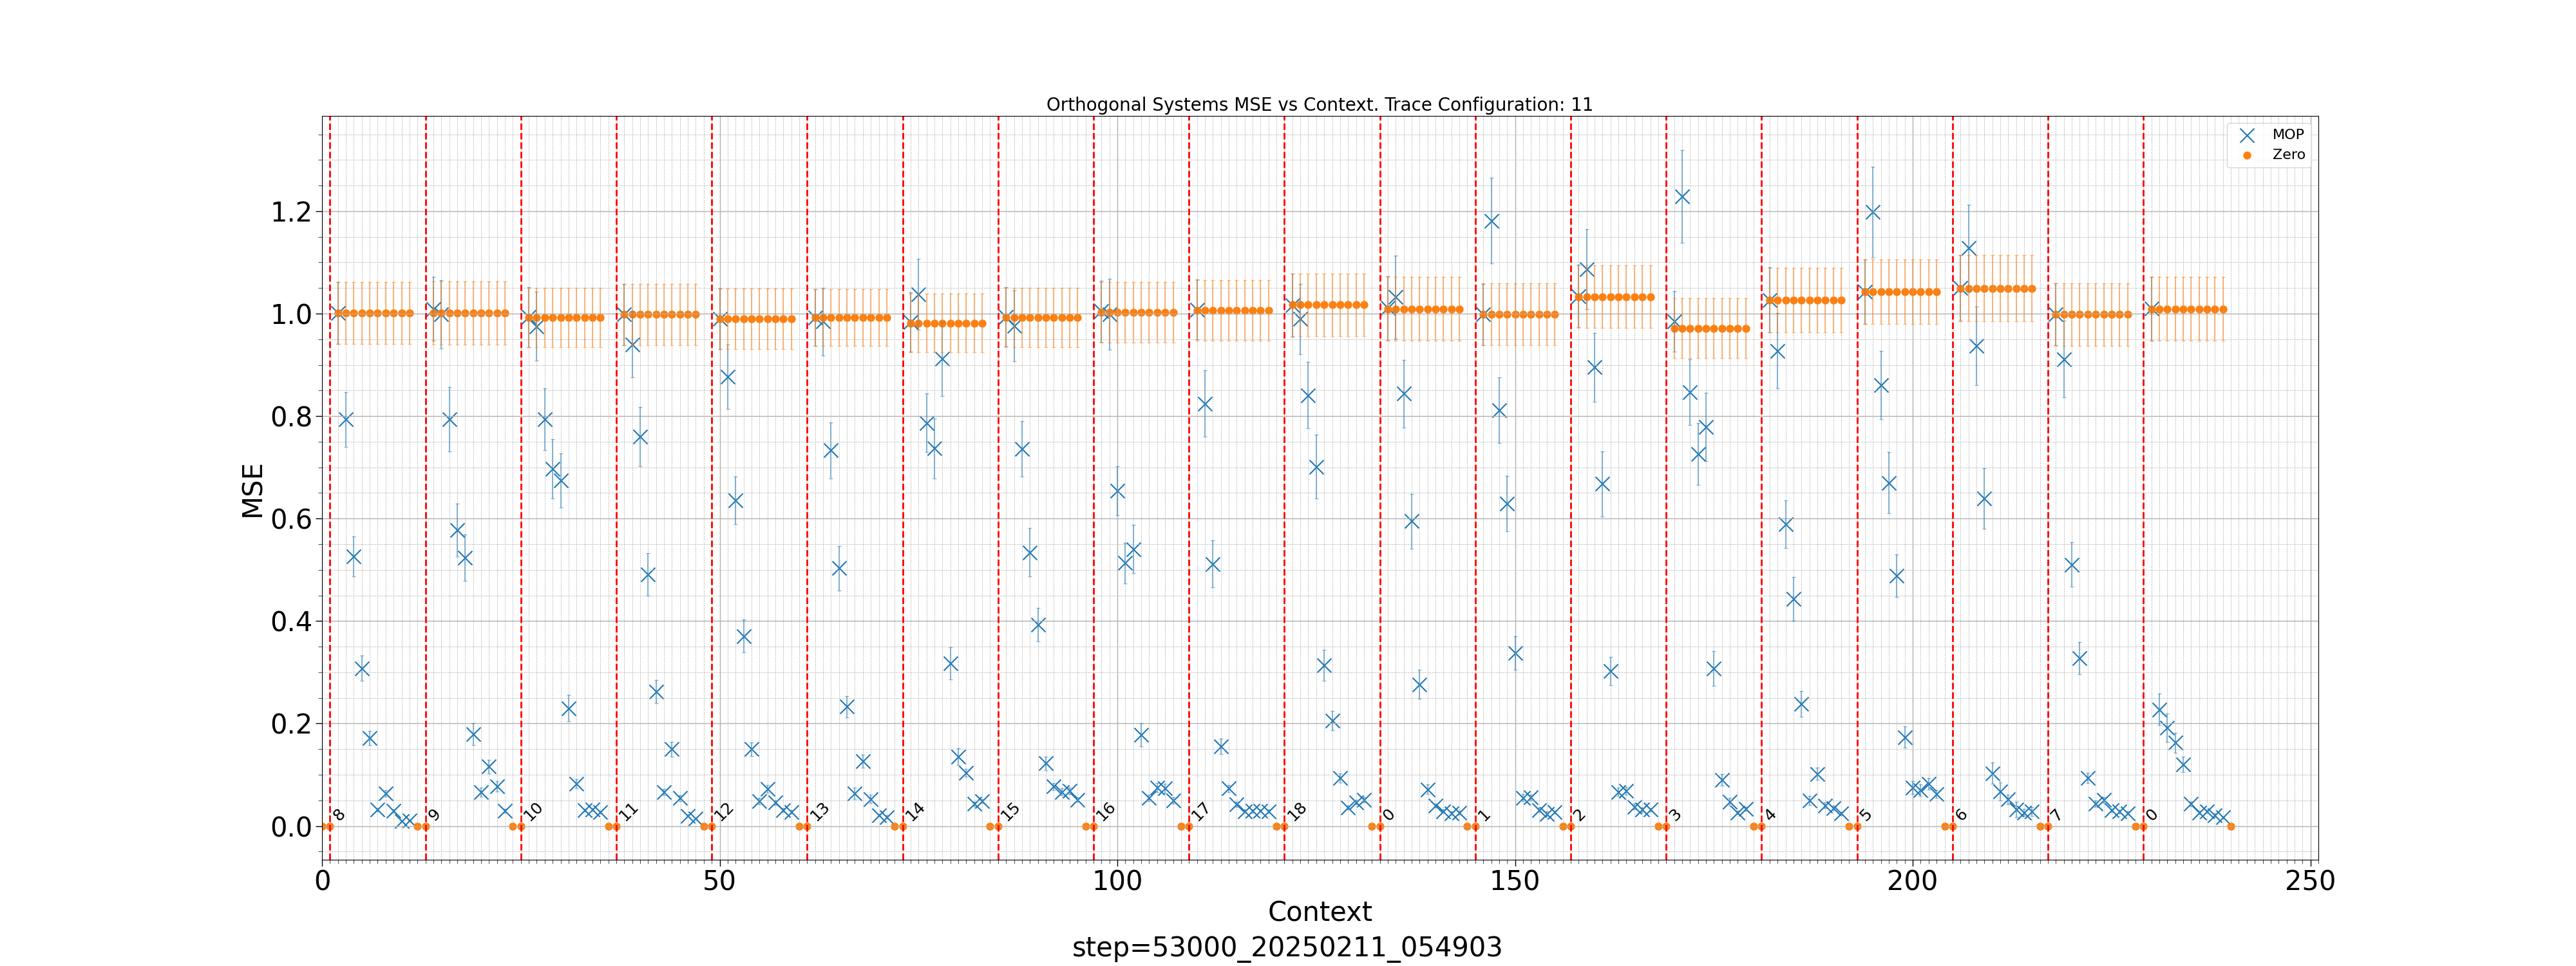 Orthogonal Systems MSE vs Context. Trace Configuration: 11
MOP
Zero
MSE
1.2
1.0
0.8
0.6
0.4
0.2
0.0
8 9 10 11 12 13 14 15 16 17 18 0 1 2 3 4 5 6 7 0
0 50 100 150 200 250
Context
step=53000_20250211_054903